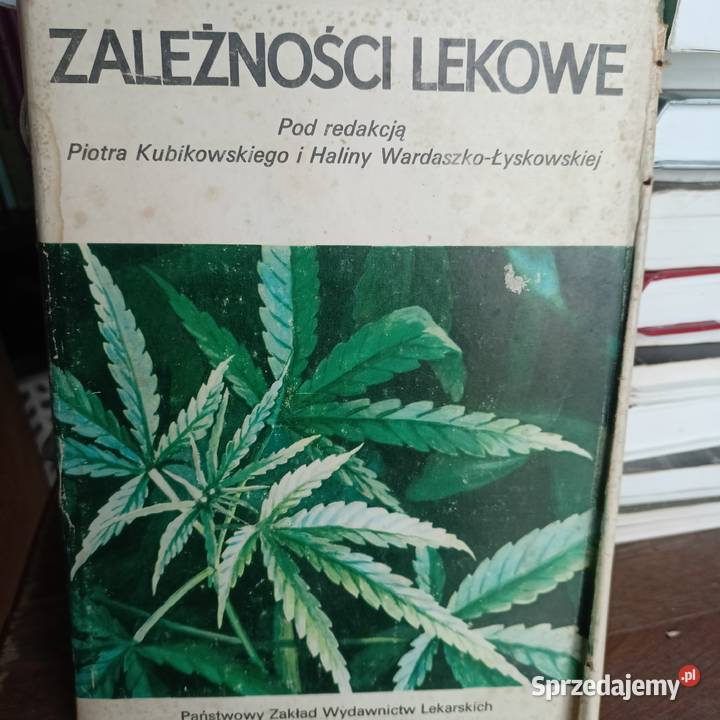 ZALEŻNOŚCI LEKOWE
Pod redakcją
Piotra Kubikowskiego i Haliny Wardaszko-Łyskowskiej
Państwowy Zakład Wydawnictw Lekarskich
Sprzedajemy.pl